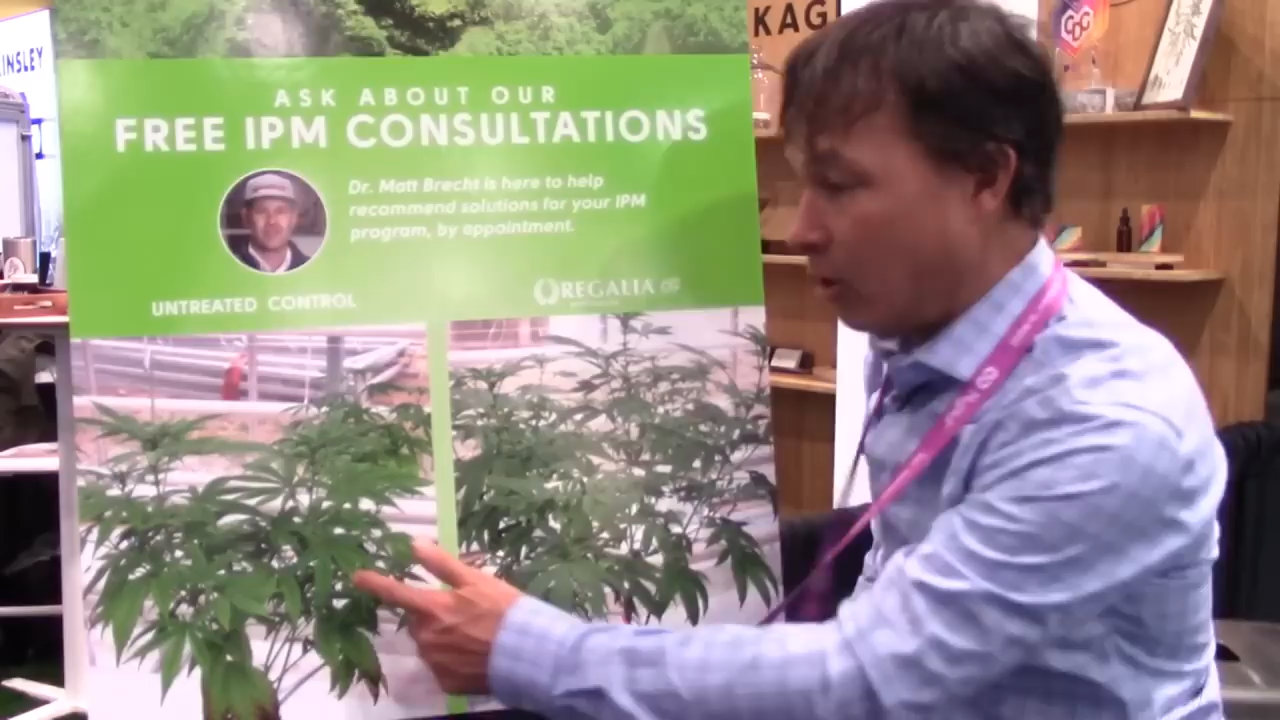 INSLEY
KAGI
GDG
ASK ABOUT OUR
FREE IPM CONSULTATIONS
Dr. Matt Brecht is here to help
recommend solutions for your IPM
program, by appointment.
UNTREATED CONTROL
REGALIA